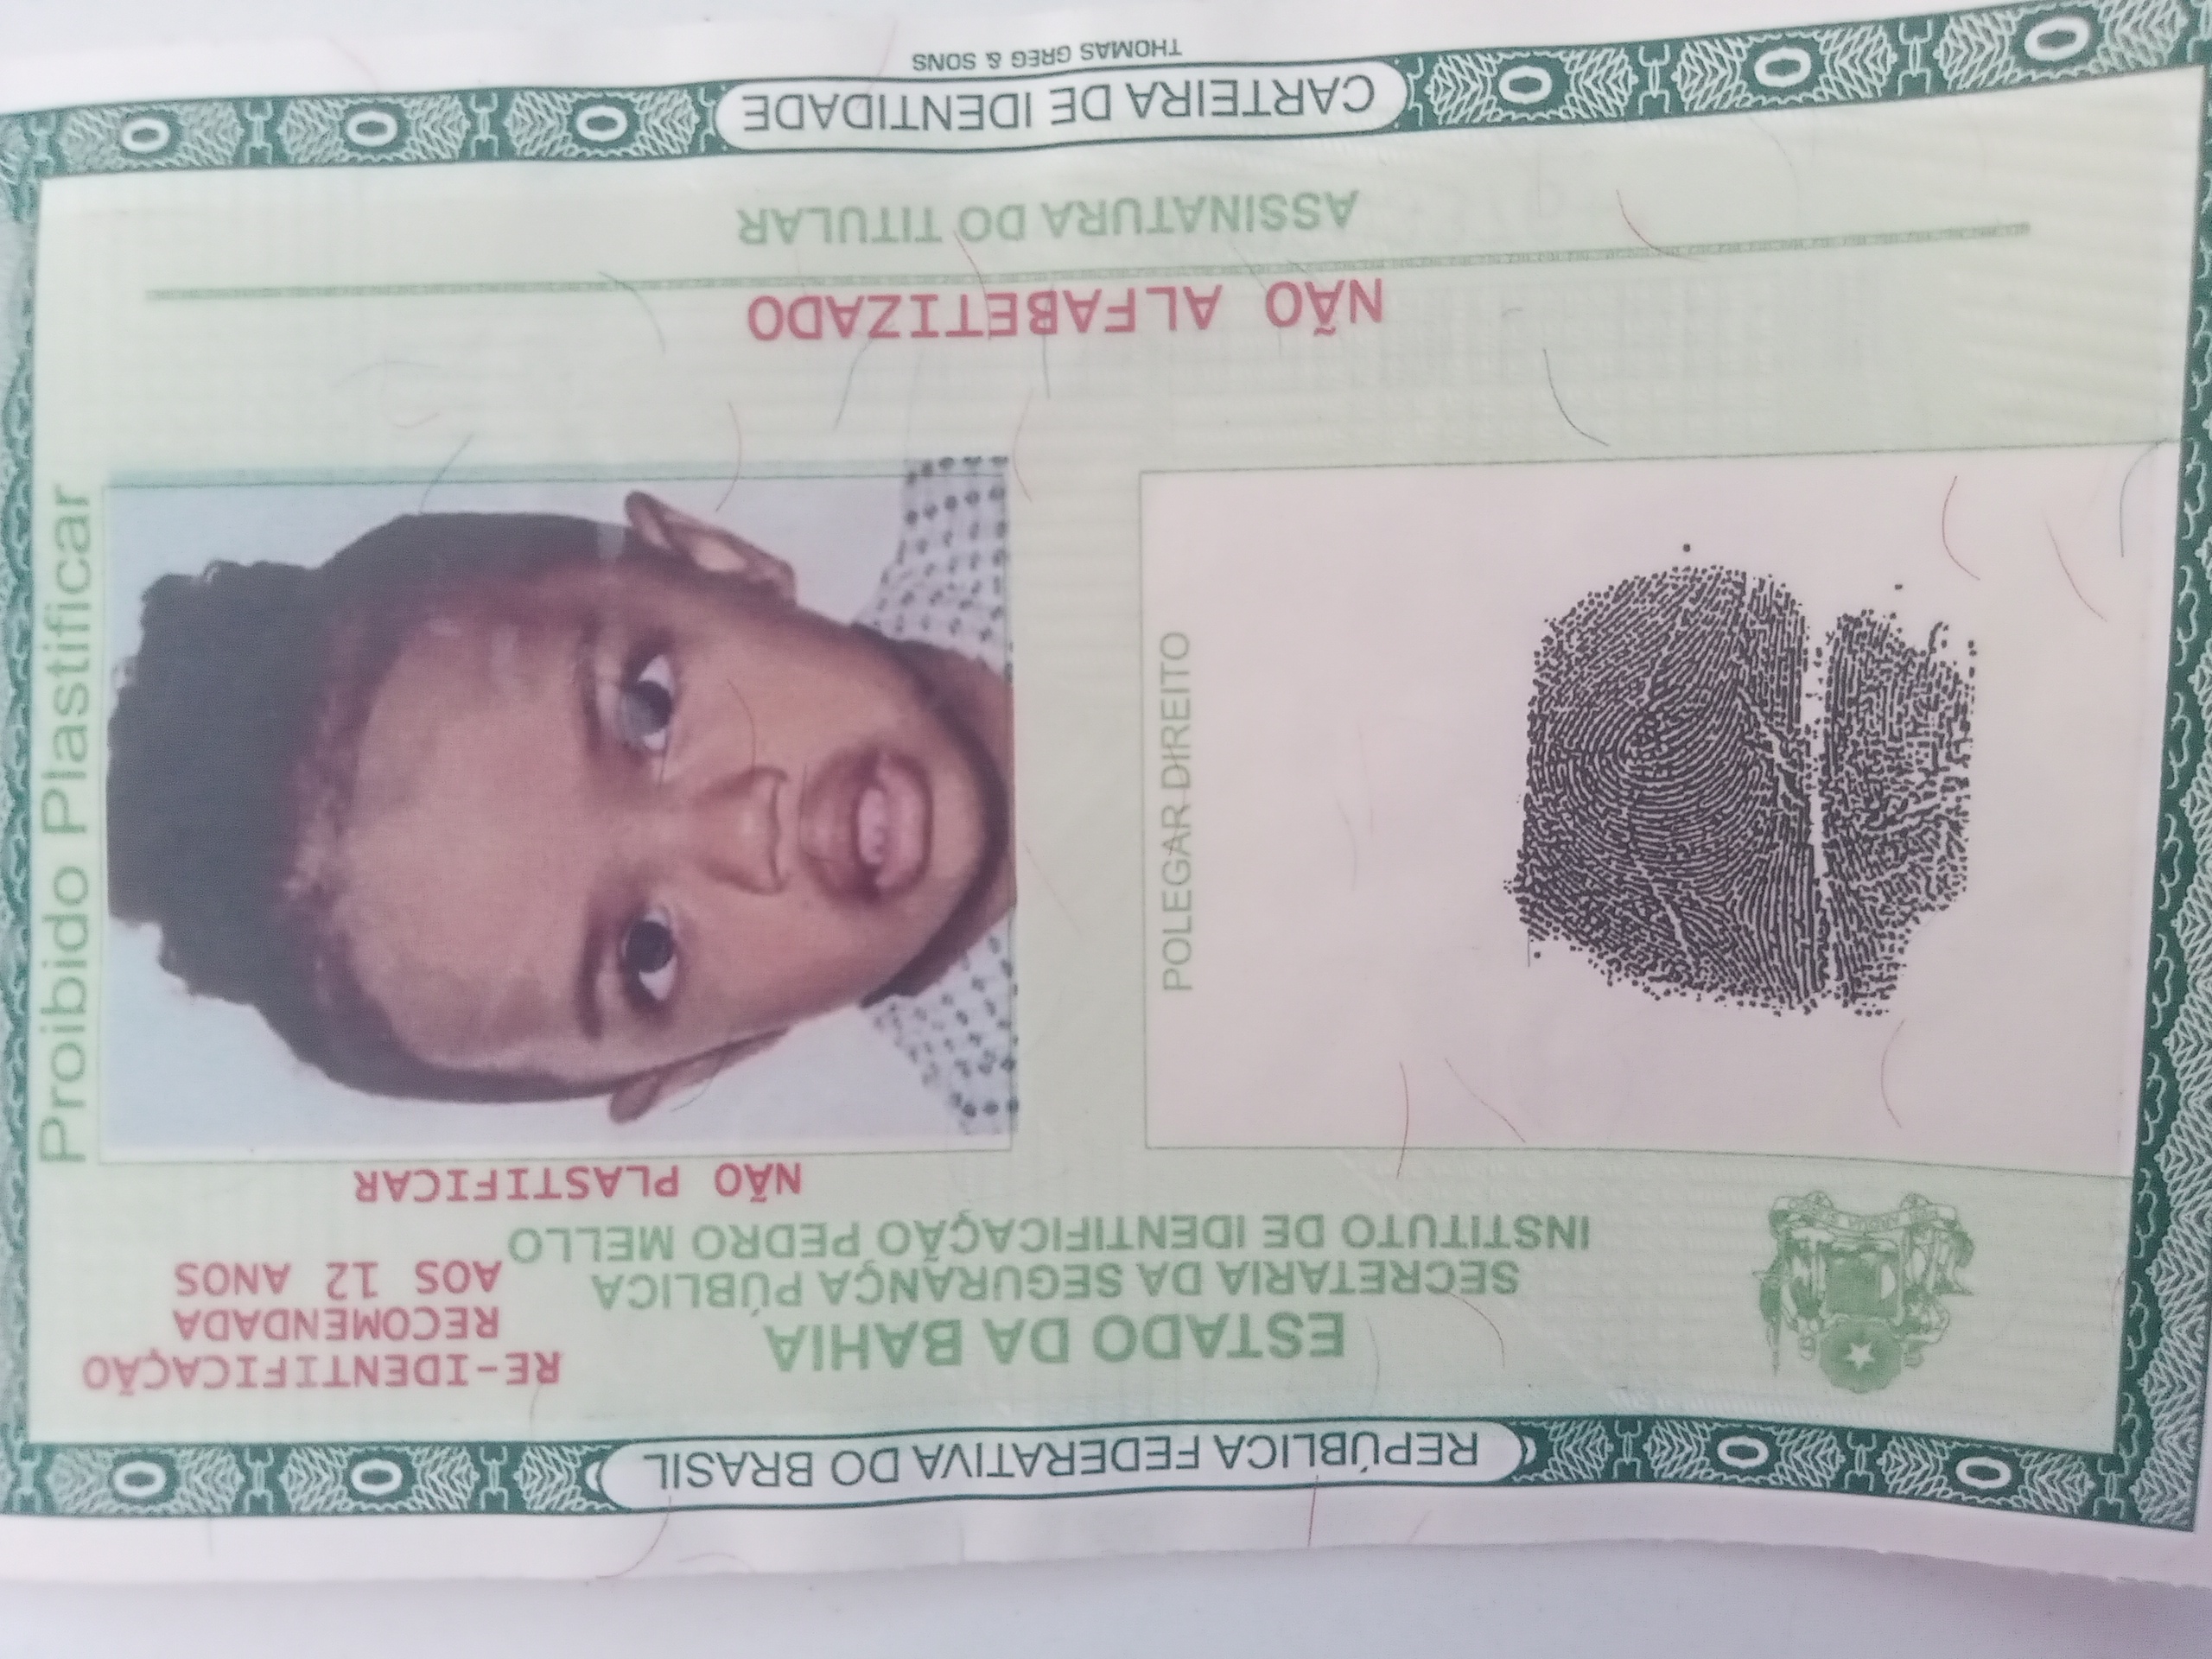 Proibido Plastificar
REPÚBLICA FEDERATIVA DO BRASIL
ESTADO DA BAHIA
SECRETARIA DA SEGURANÇA PÚBLICA
INSTITUTO DE IDENTIFICAÇÃO PEDRO MELLO
RE-IDENTIFICAÇÃO
RECOMENDADA
AOS 12 ANOS
NÃO PLASTIFICAR
POLEGAR DIREITO
NÃO ALFABETIZADO
ASSINATURA DO TITULAR
CARTEIRA DE IDENTIDADE
THOMAS GREG & SONS